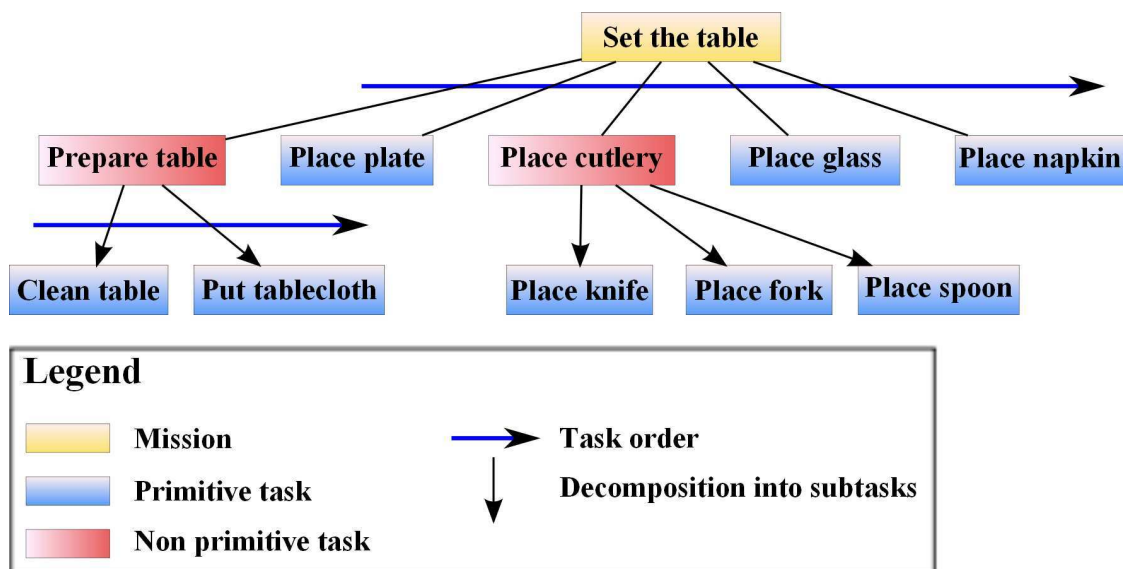 Set the table
Prepare table
Place plate
Place cutlery
Place glass
Place napkin
Clean table
Put tablecloth
Place knife
Place fork
Place spoon
Legend
Mission
Task order
Primitive task
Decomposition into subtasks
Non primitive task